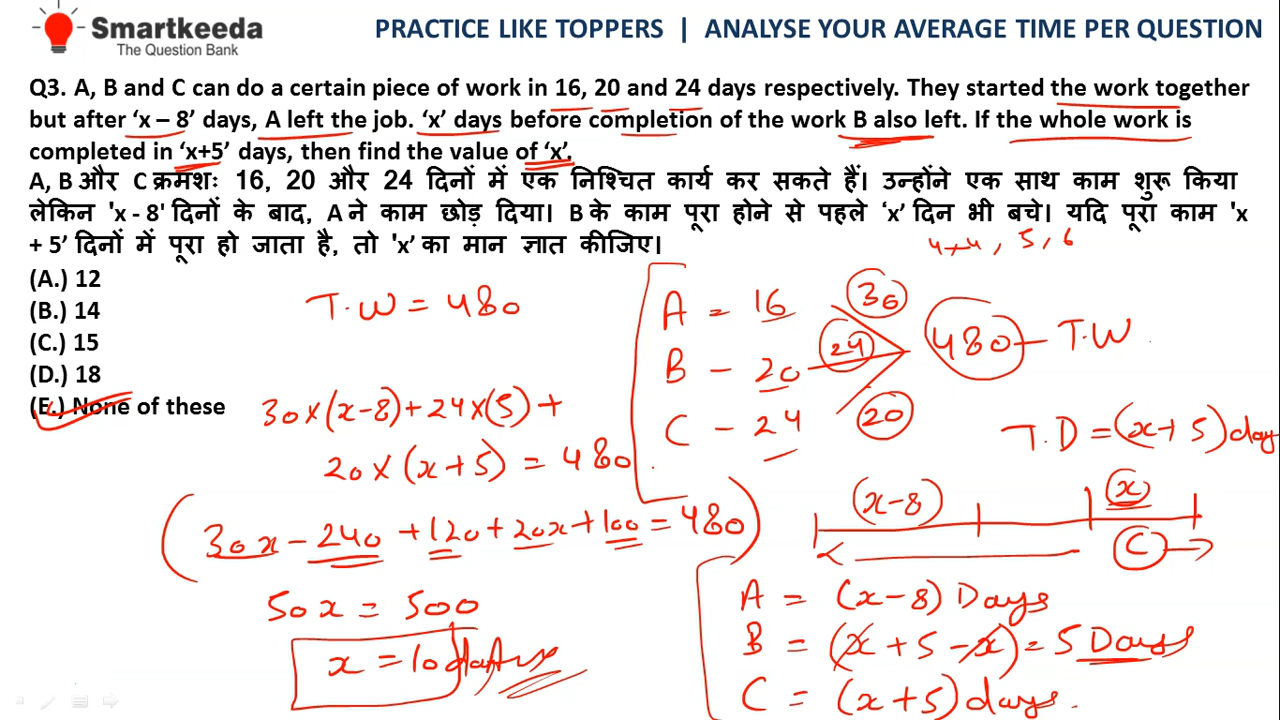 Smartkeeda
The Question Bank
PRACTICE LIKE TOPPERS | ANALYSE YOUR AVERAGE TIME PER QUESTION
Q3. A, B and C can do a certain piece of work in 16, 20 and 24 days respectively. They started the work together
but after ‘x – 8’ days, A left the job. ‘x’ days before completion of the work B also left. If the whole work is
completed in ‘x+5’ days, then find the value of ‘x’.
A, B और C क्रमशः 16, 20 और 24 दिनों में एक निश्चित कार्य कर सकते हैं। उन्होंने एक साथ काम शुरू किया
लेकिन 'x - 8' दिनों के बाद, A ने काम छोड़ दिया। B के काम पूरा होने से पहले ‘x’ दिन भी बचे। यदि पूरा काम 'x
+ 5’ दिनों में पूरा हो जाता है, तो 'x’ का मान ज्ञात कीजिए।
4, 5, 6
(A.) 12
(B.) 14
(C.) 15
(D.) 18
(E.) None of these
T.W = 480
30×(x-8)+24×(5)+
20×(x+5) = 480
(30x-240+120+20x+100=480)
50x = 500
x=10
A = 16 30
B - 20 24
C - 24 20
480 - T.W
T.D = (x+5) day
(x-8) x
C
A = (x-8) Days
B = (x+5-x) = 5 Days
C = (x+5) days.